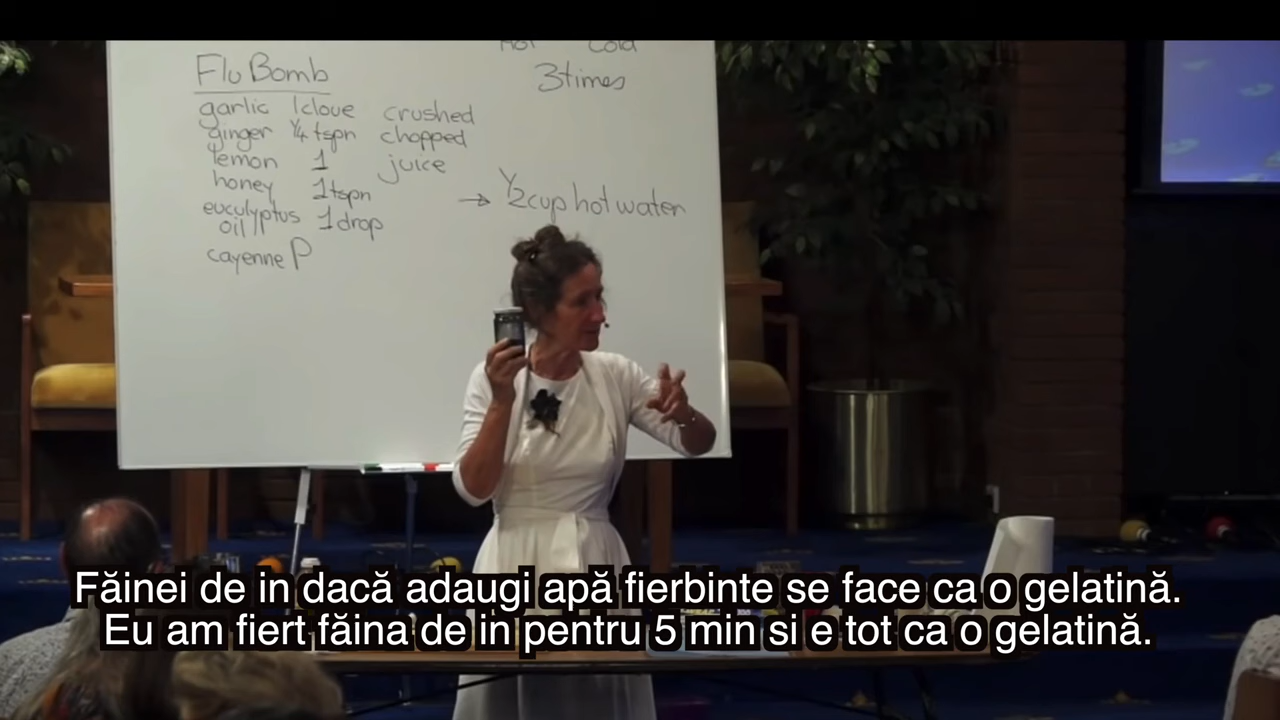 Hot Cold
3times
Flu Bomb
garlic 1clove crushed
ginger 1/4 tspn chopped
lemon 1 juice
honey 1tspn
euculyptus oil 1drop
cayenne P
→ 1/2cup hot water
Făinei de in dacă adaugi apă fierbinte se face ca o gelatină.
Eu am fiert făina de in pentru 5 min si e tot ca o gelatină.